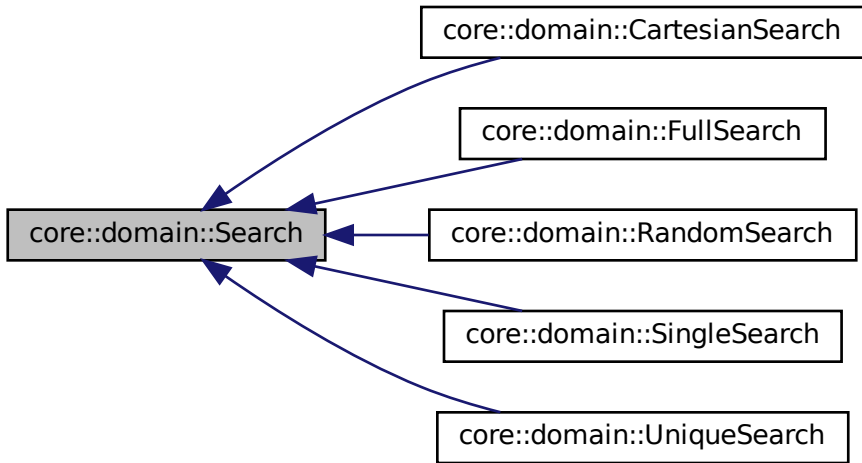 core::domain::CartesianSearch
core::domain::FullSearch
core::domain::Search
core::domain::RandomSearch
core::domain::SingleSearch
core::domain::UniqueSearch